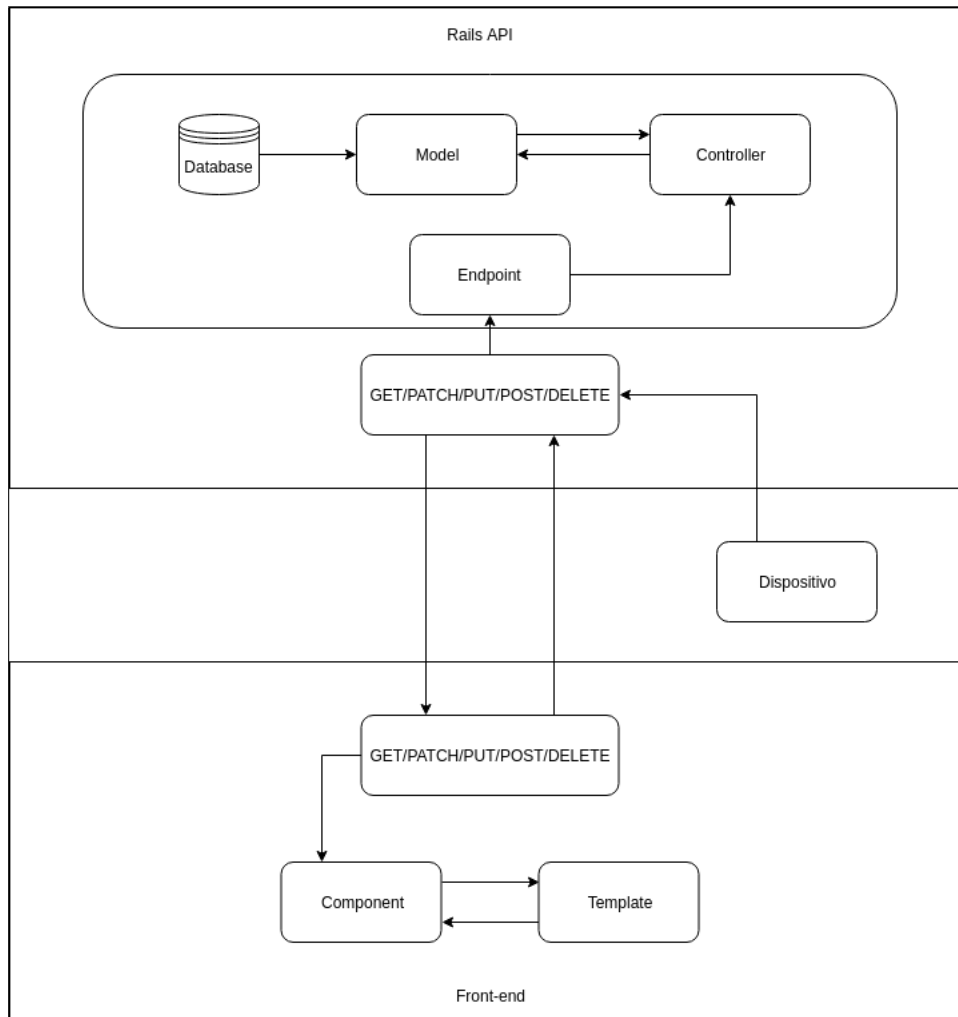 Rails API
Database
Model
Controller
Endpoint
GET/PATCH/PUT/POST/DELETE
Dispositivo
GET/PATCH/PUT/POST/DELETE
Component
Template
Front-end